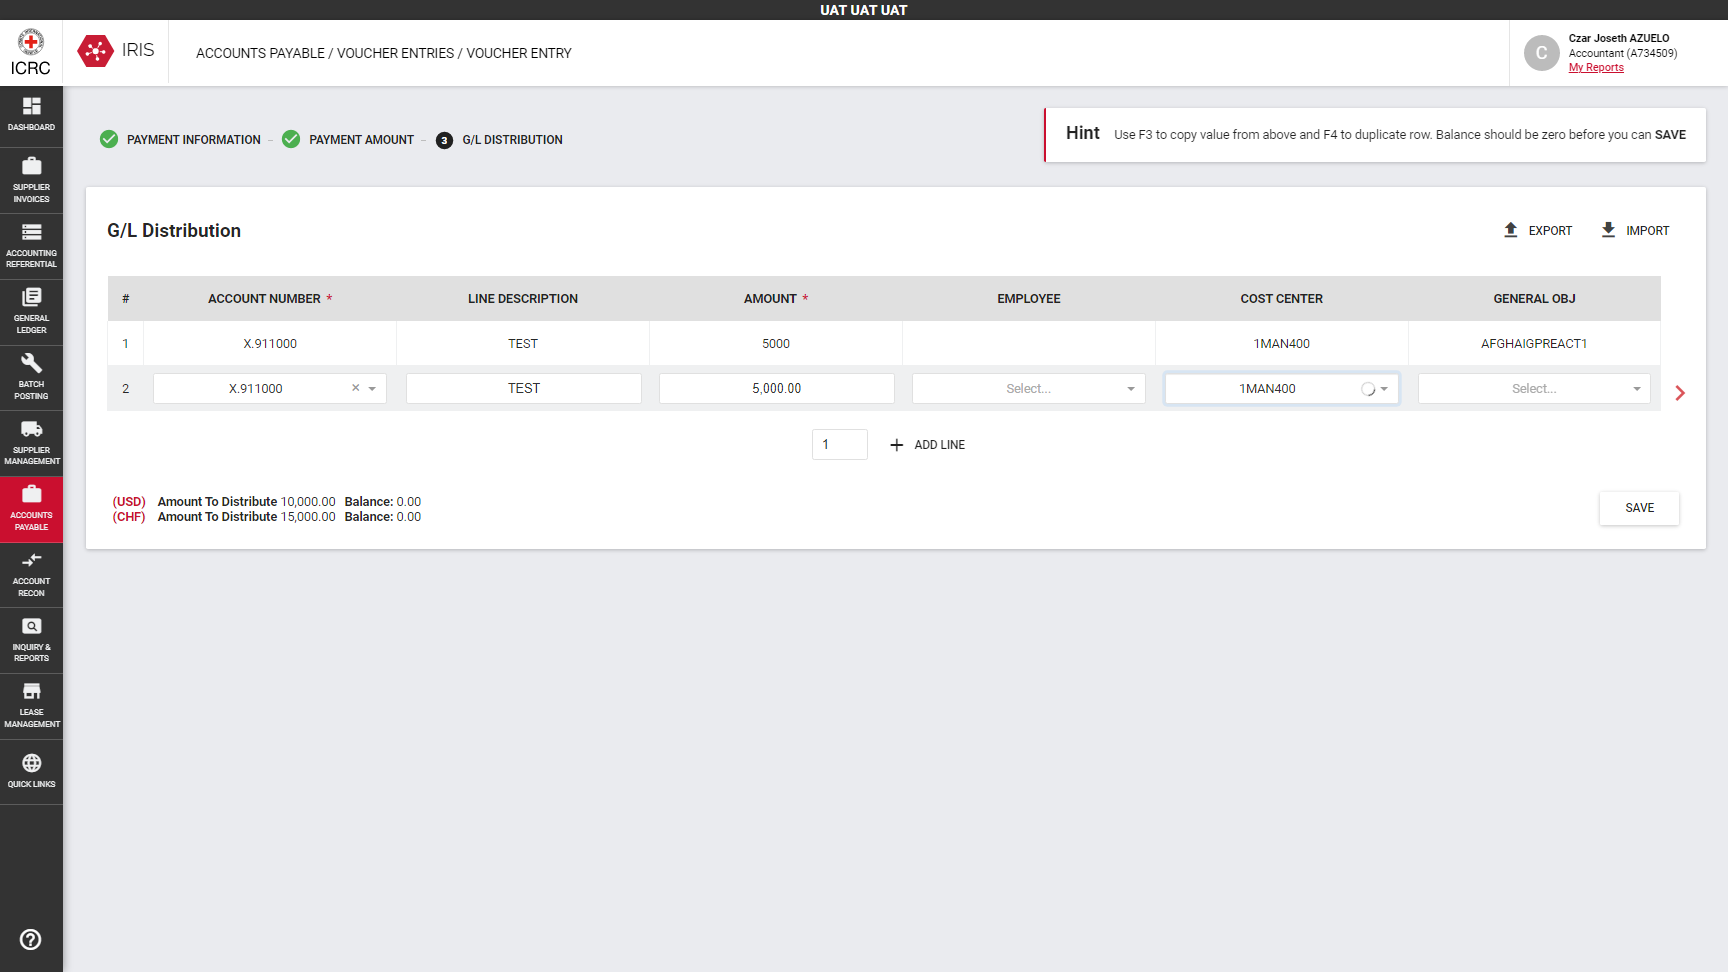 UAT UAT UAT
ICRC
IRIS
ACCOUNTS PAYABLE / VOUCHER ENTRIES / VOUCHER ENTRY
C
Czar Joseth AZUELO
Accountant (A734509)
My Reports
DASHBOARD
SUPPLIER
INVOICES
ACCOUNTING
REFERENTIAL
GENERAL
LEDGER
BATCH
POSTING
SUPPLIER
MANAGEMENT
ACCOUNTS
PAYABLE
ACCOUNT
RECON
INQUIRY &
REPORTS
LEASE
MANAGEMENT
QUICK LINKS
PAYMENT INFORMATION - PAYMENT AMOUNT - 3 G/L DISTRIBUTION
Hint Use F3 to copy value from above and F4 to duplicate row. Balance should be zero before you can SAVE
G/L Distribution
EXPORT IMPORT
# ACCOUNT NUMBER * LINE DESCRIPTION AMOUNT * EMPLOYEE COST CENTER GENERAL OBJ
1 X.911000 TEST 5000 1MAN400 AFGHAIGPREACT1
2 X.911000 × TEST 5,000.00 Select... 1MAN400 Select...
1 + ADD LINE
(USD) Amount To Distribute 10,000.00 Balance: 0.00
(CHF) Amount To Distribute 15,000.00 Balance: 0.00
SAVE